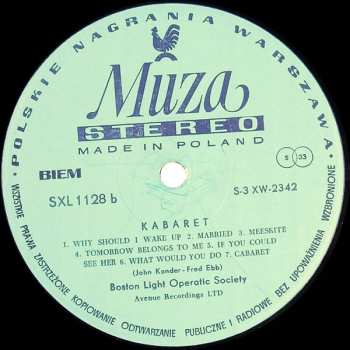 POLSKIE NAGRANIA WARSZAWA
Muza
STEREO
MADE IN POLAND
BIEM
S 33
SXL 1128 b
S-3 XW-2342
KABARET
1. WHY SHOULD I WAKE UP 2. MARRIED 3. MEESKITE
4. TOMORROW BELONGS TO ME 5. IF YOU COULD
SEE HER 6. WHAT WOULD YOU DO 7. CABARET
(John Kander - Fred Ebb)
Boston Light Operatic Society
Avenue Recordings LTD
WSZYSTKIE PRAWA ZASTRZEŻONE KOPIOWANIE ODTWARZANIE PUBLICZNE I RADIOWE BEZ UPOWAŻNIENIA WZBRONIONE